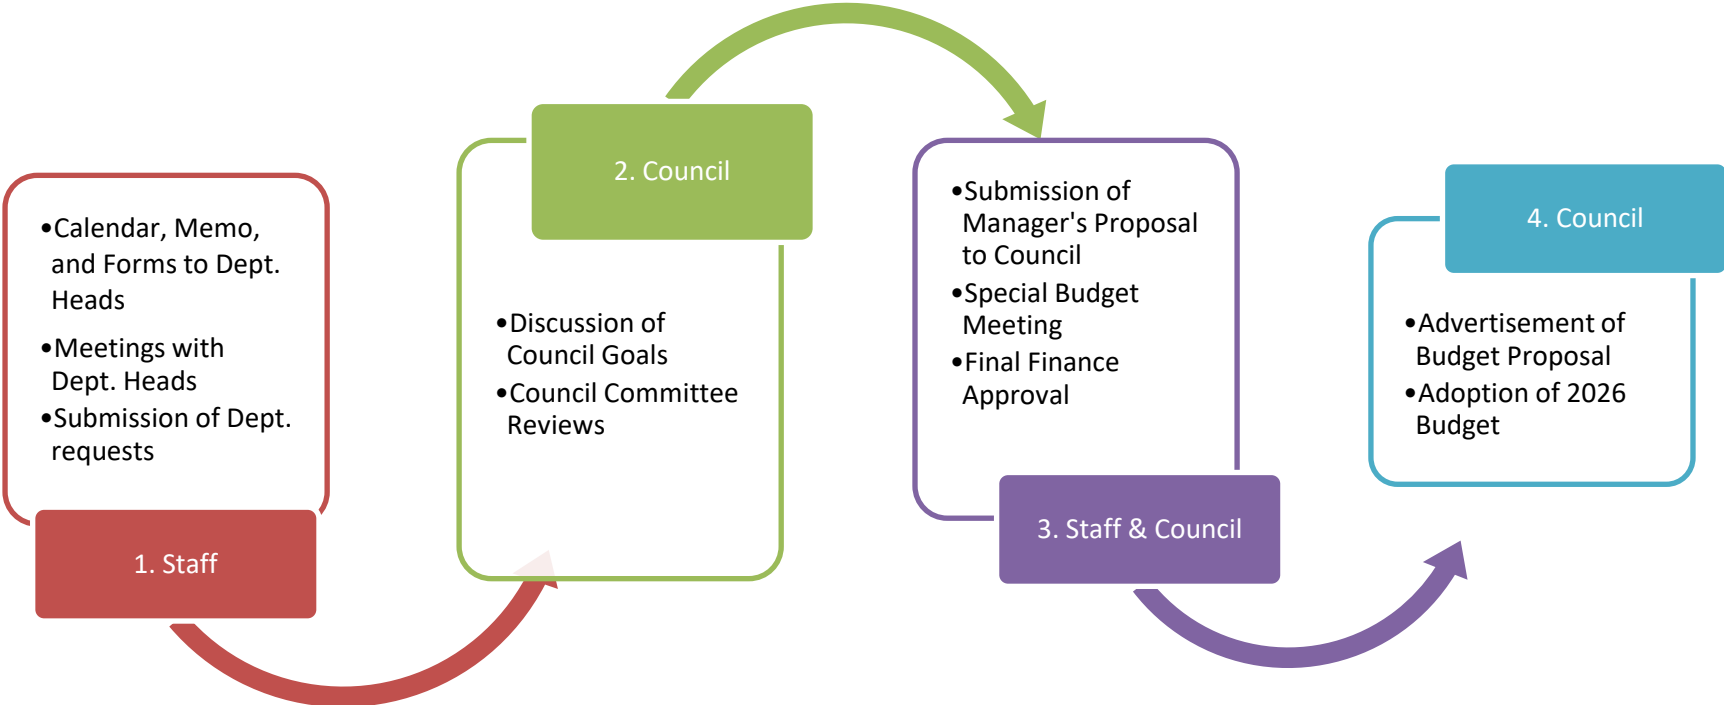 •Calendar, Memo,
and Forms to Dept.
Heads
•Meetings with
Dept. Heads
•Submission of Dept.
requests
1. Staff
2. Council
•Discussion of
Council Goals
•Council Committee
Reviews
•Submission of
Manager's Proposal
to Council
•Special Budget
Meeting
•Final Finance
Approval
3. Staff & Council
4. Council
•Advertisement of
Budget Proposal
•Adoption of 2026
Budget